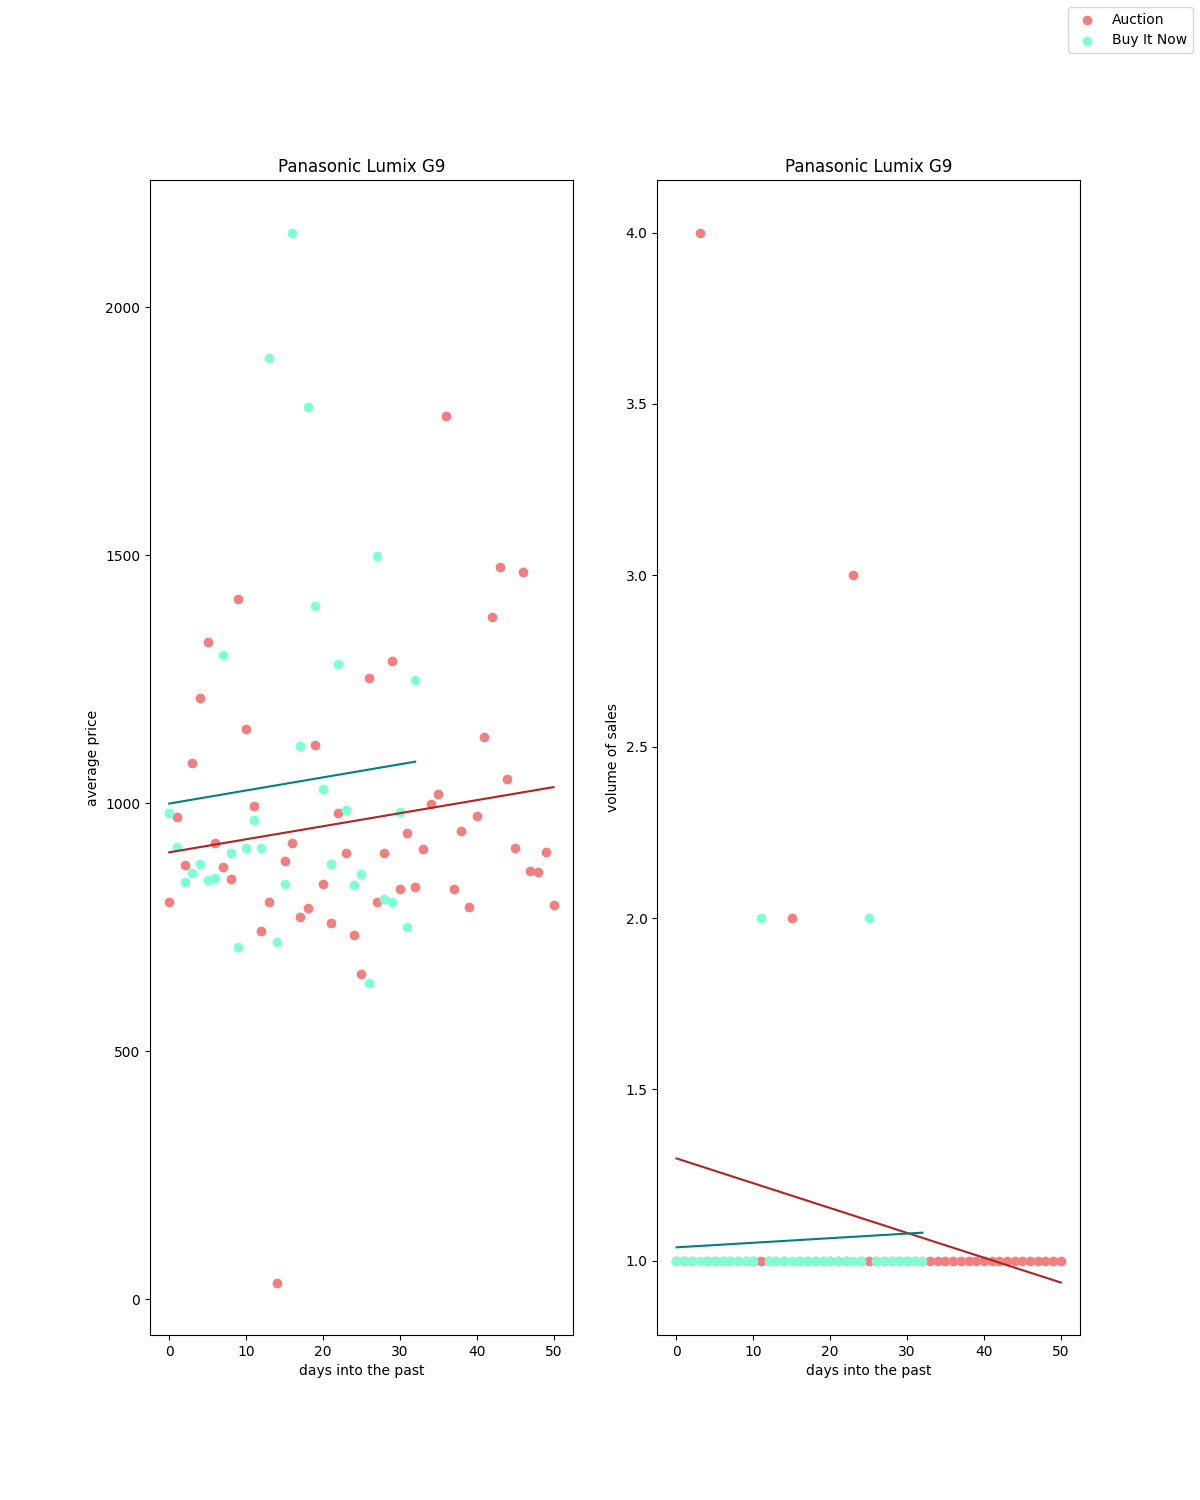 Auction
Buy It Now
Panasonic Lumix G9
average price
2000
1500
1000
500
0
0 10 20 30 40 50
days into the past
Panasonic Lumix G9
volume of sales
4.0
3.5
3.0
2.5
2.0
1.5
1.0
0 10 20 30 40 50
days into the past